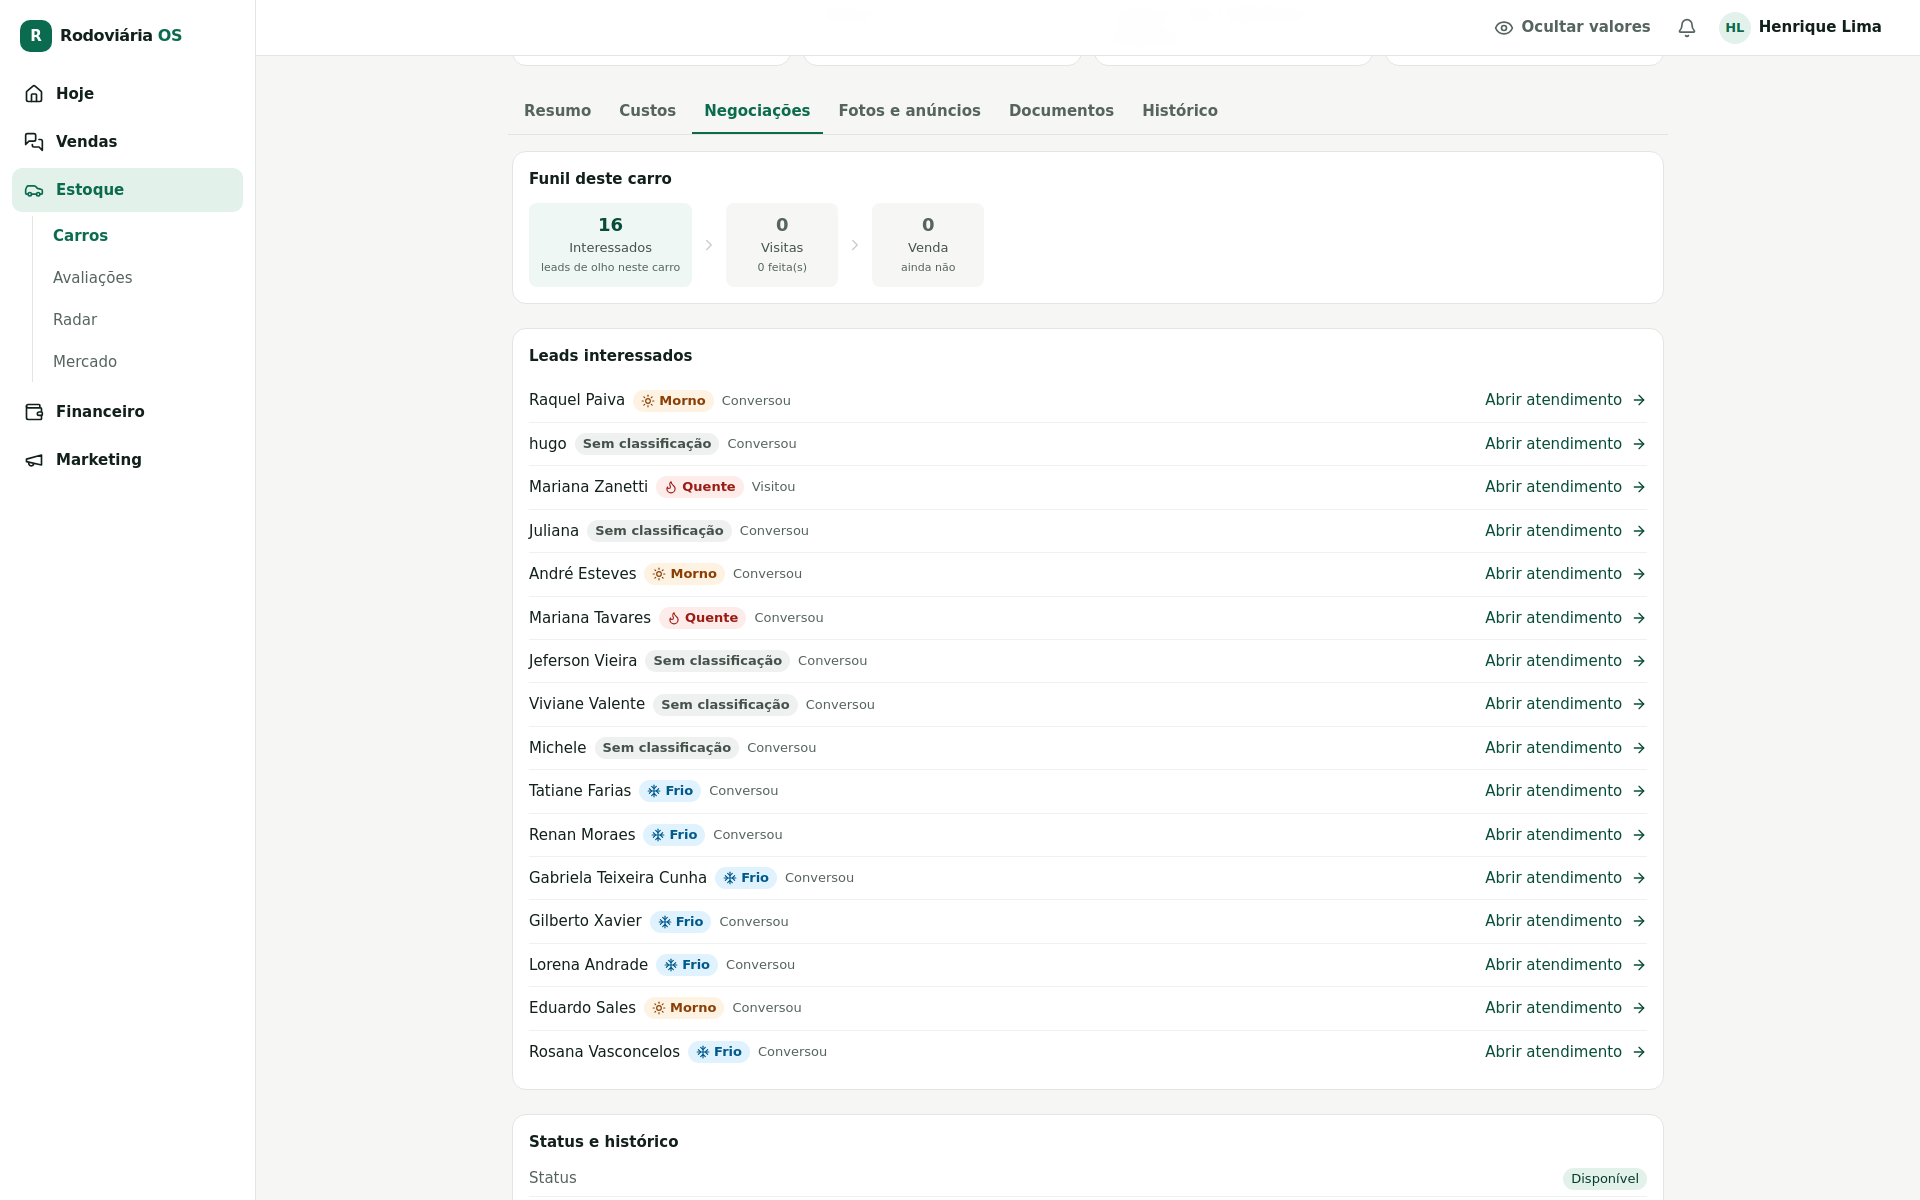 R Rodoviária OS
Ocultar valores
HL Henrique Lima
Hoje
Vendas
Estoque
Carros
Avaliações
Radar
Mercado
Financeiro
Marketing
Resumo Custos Negociações Fotos e anúncios Documentos Histórico
Funil deste carro
16
Interessados
leads de olho neste carro
0
Visitas
0 feita(s)
0
Venda
ainda não
Leads interessados
Raquel Paiva Morno Conversou Abrir atendimento
hugo Sem classificação Conversou Abrir atendimento
Mariana Zanetti Quente Visitou Abrir atendimento
Juliana Sem classificação Conversou Abrir atendimento
André Esteves Morno Conversou Abrir atendimento
Mariana Tavares Quente Conversou Abrir atendimento
Jeferson Vieira Sem classificação Conversou Abrir atendimento
Viviane Valente Sem classificação Conversou Abrir atendimento
Michele Sem classificação Conversou Abrir atendimento
Tatiane Farias Frio Conversou Abrir atendimento
Renan Moraes Frio Conversou Abrir atendimento
Gabriela Teixeira Cunha Frio Conversou Abrir atendimento
Gilberto Xavier Frio Conversou Abrir atendimento
Lorena Andrade Frio Conversou Abrir atendimento
Eduardo Sales Morno Conversou Abrir atendimento
Rosana Vasconcelos Frio Conversou Abrir atendimento
Status e histórico
Status Disponível